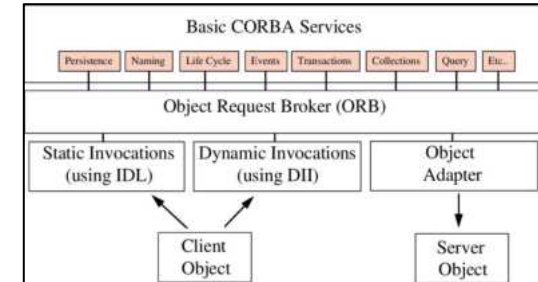 Basic CORBA Services
Persistence Naming Life Cycle Events Transactions Collections Query Etc..
Object Request Broker (ORB)
Static Invocations
(using IDL)
Dynamic Invocations
(using DII)
Object
Adapter
Client
Object
Server
Object